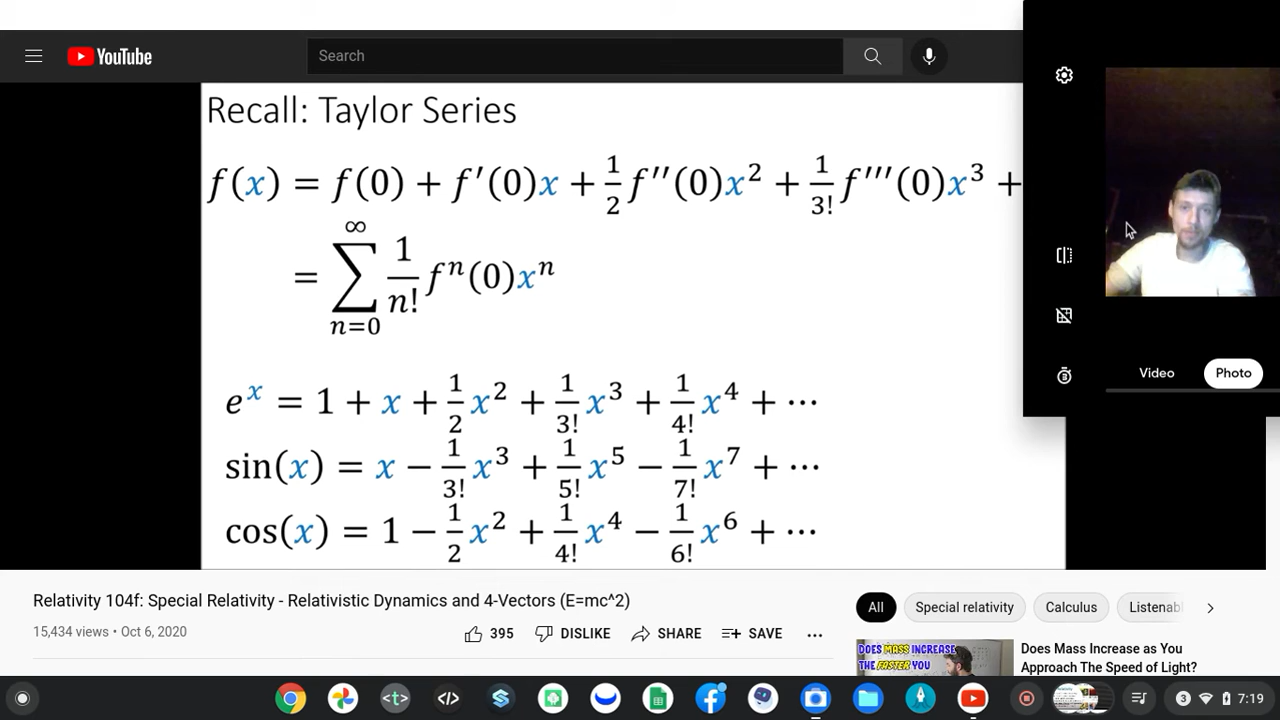 YouTube
Search
Recall: Taylor Series
f(x) = f(0) + f′(0)x + 1/2 f′′(0)x² + 1/3! f′′′(0)x³ +
= ∑ₙ₌₀^∞ 1/n! fⁿ(0)xⁿ
eˣ = 1 + x + 1/2 x² + 1/3! x³ + 1/4! x⁴ + ⋯
sin(x) = x − 1/3! x³ + 1/5! x⁵ − 1/7! x⁷ + ⋯
cos(x) = 1 − 1/2 x² + 1/4! x⁴ − 1/6! x⁶ + ⋯
Video Photo
Relativity 104f: Special Relativity - Relativistic Dynamics and 4-Vectors (E=mc^2)
15,434 views • Oct 6, 2020
395 DISLIKE SHARE SAVE
All Special relativity Calculus Listenab
DOES MASS INCREASE
THE FASTER YOU
Does Mass Increase as You
Approach The Speed of Light?
<t> </> 3 7:19